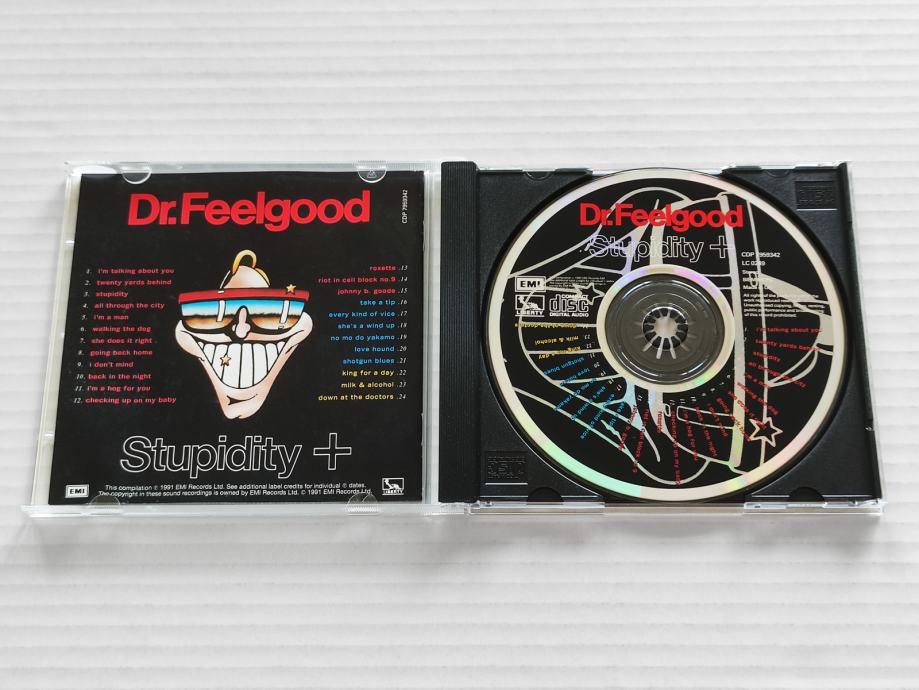 Dr.Feelgood
CDP 7959342
1. i'm talking about you
2. twenty yards behind
3. stupidity
4. all through the city
5. i'm a man
6. walking the dog
7. she does it right
8. going back home
9. i don't mind
10. back in the night
11. i'm a hog for you
12. checking up on my baby
roxette .13
riot in cell block no.9 .14
johnny b. goode .15
take a tip .16
every kind of vice .17
she's a wind up .18
no mo do yakamo .19
love hound .20
shotgun blues .21
king for a day .22
milk & alcohol .23
down at the doctors .24
Stupidity +
EMI
This compilation ℗ 1991 EMI Records Ltd. See additional label credits for individual ℗ dates.
The copyright in these sound recordings is owned by EMI Records Ltd. © 1991 EMI Records Ltd.
LIBERTY
Dr.Feelgood
Stupidity +
CDP 7959342
EMI
LIBERTY
COMPACT
disc
DIGITAL AUDIO
i'm talking about you
twenty yards
stupidity
shotgun blues
milk & alcohol